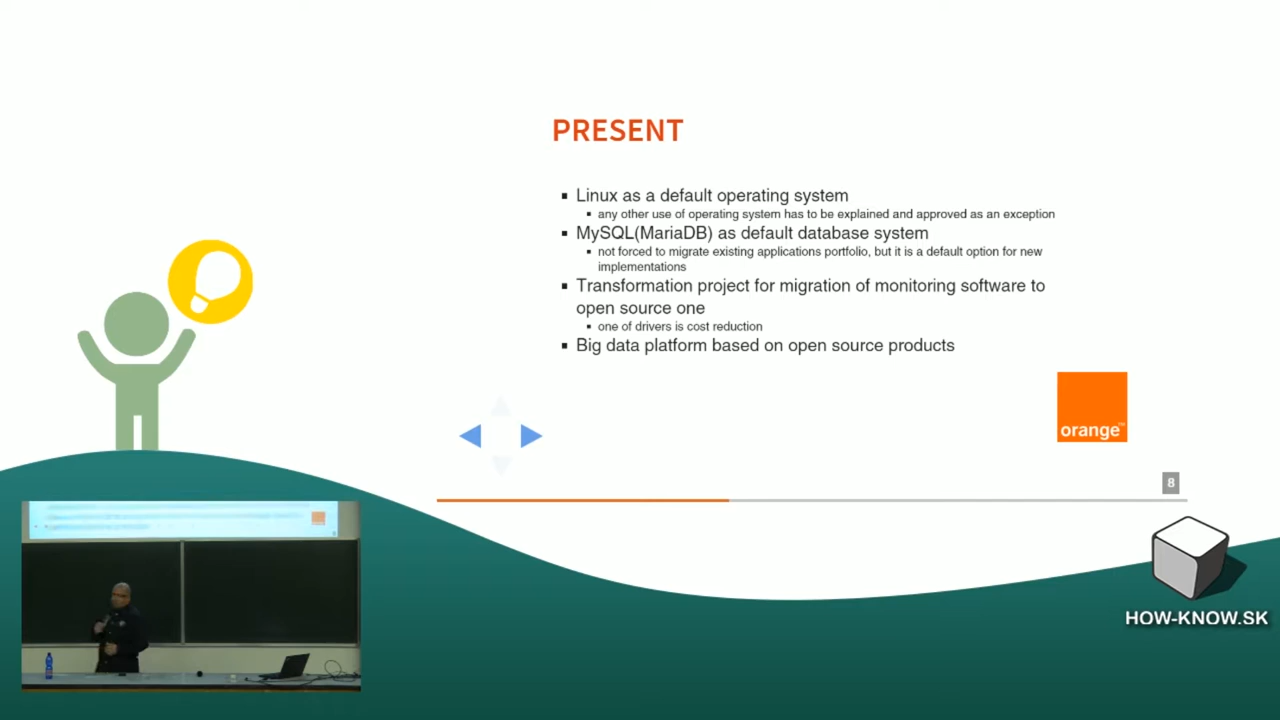 PRESENT
Linux as a default operating system
any other use of operating system has to be explained and approved as an exception
MySQL(MariaDB) as default database system
not forced to migrate existing applications portfolio, but it is a default option for new
implementations
Transformation project for migration of monitoring software to
open source one
one of drivers is cost reduction
Big data platform based on open source products
orange™
8
HOW-KNOW.SK